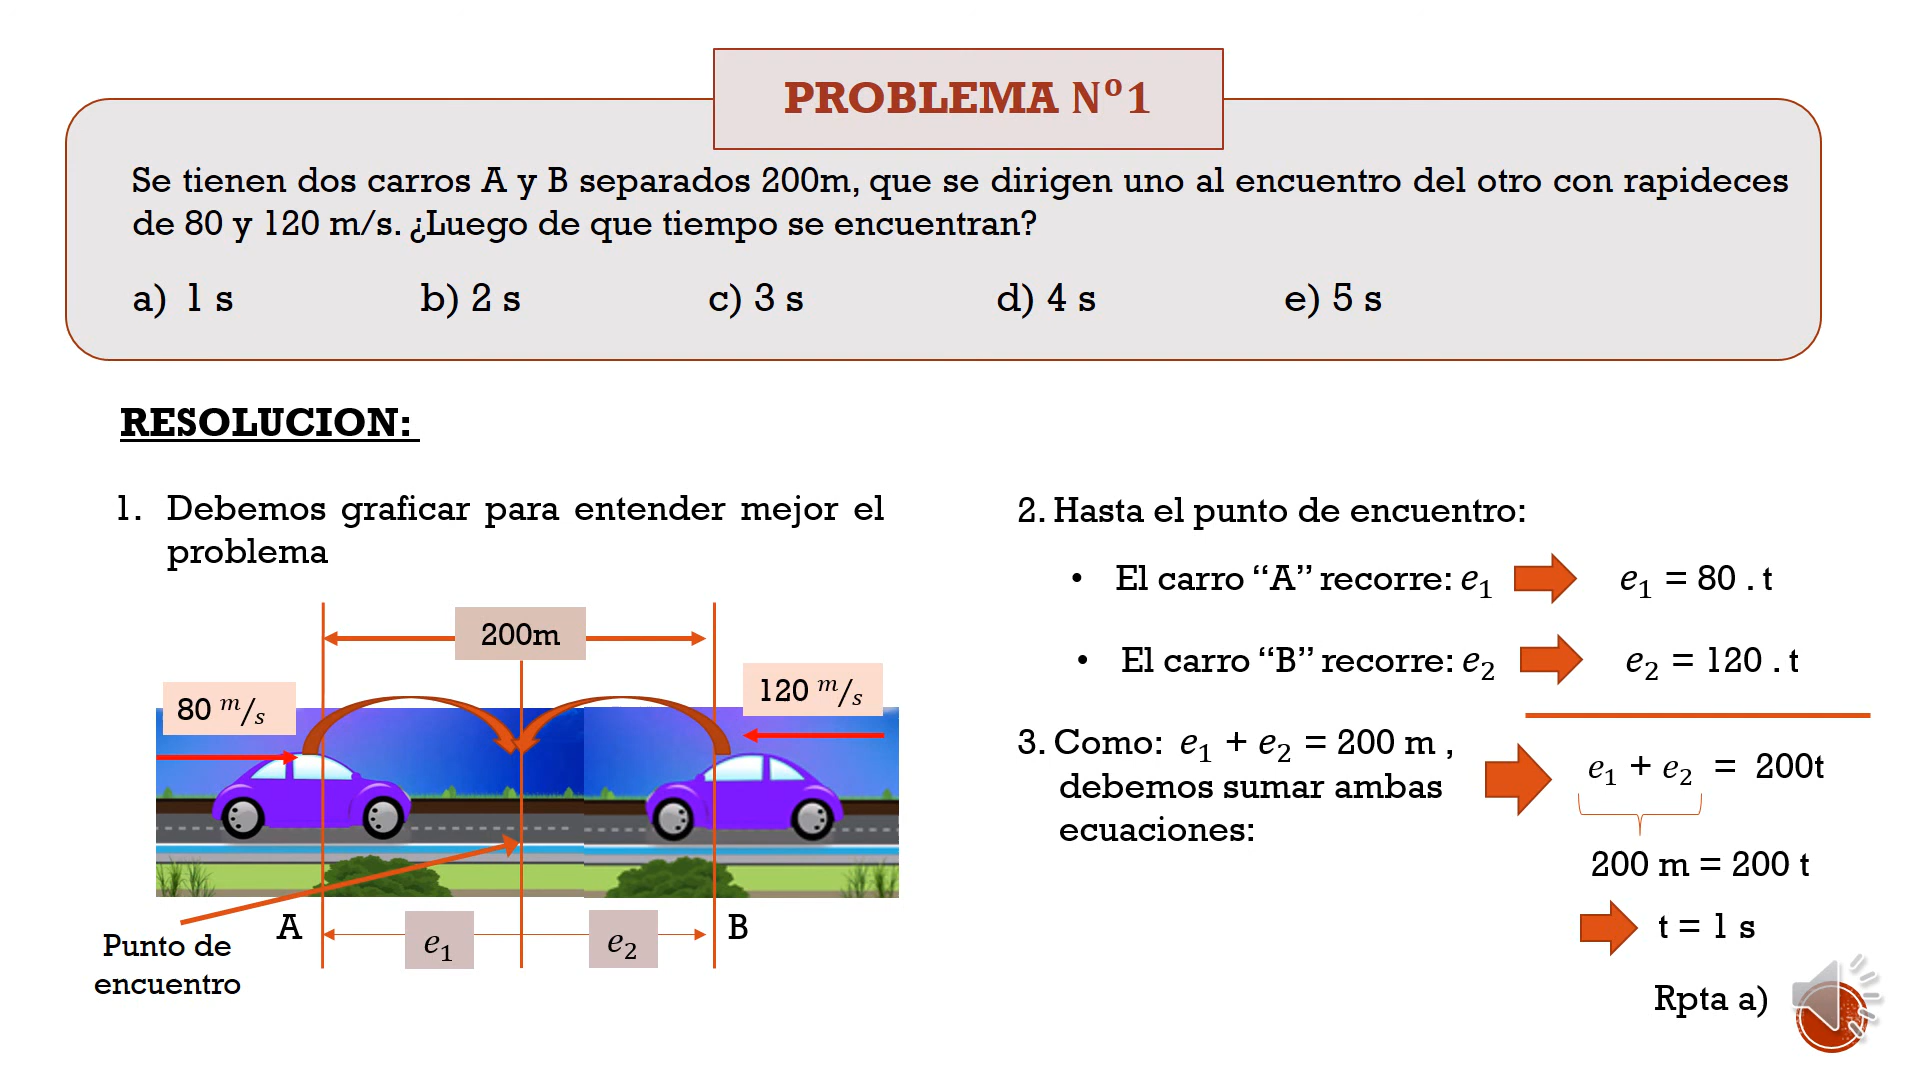 PROBLEMA Nº1
Se tienen dos carros A y B separados 200m, que se dirigen uno al encuentro del otro con rapideces
de 80 y 120 m/s. ¿Luego de que tiempo se encuentran?
a) 1 s b) 2 s c) 3 s d) 4 s e) 5 s
RESOLUCION:
1. Debemos graficar para entender mejor el
problema
200m
80 m/s
120 m/s
A
B
e₁
e₂
Punto de
encuentro
2. Hasta el punto de encuentro:
• El carro “A” recorre: e₁ e₁ = 80 . t
• El carro “B” recorre: e₂ e₂ = 120 . t
3. Como: e₁ + e₂ = 200 m ,
debemos sumar ambas
ecuaciones:
e₁ + e₂ = 200t
200 m = 200 t
t = 1 s
Rpta a)